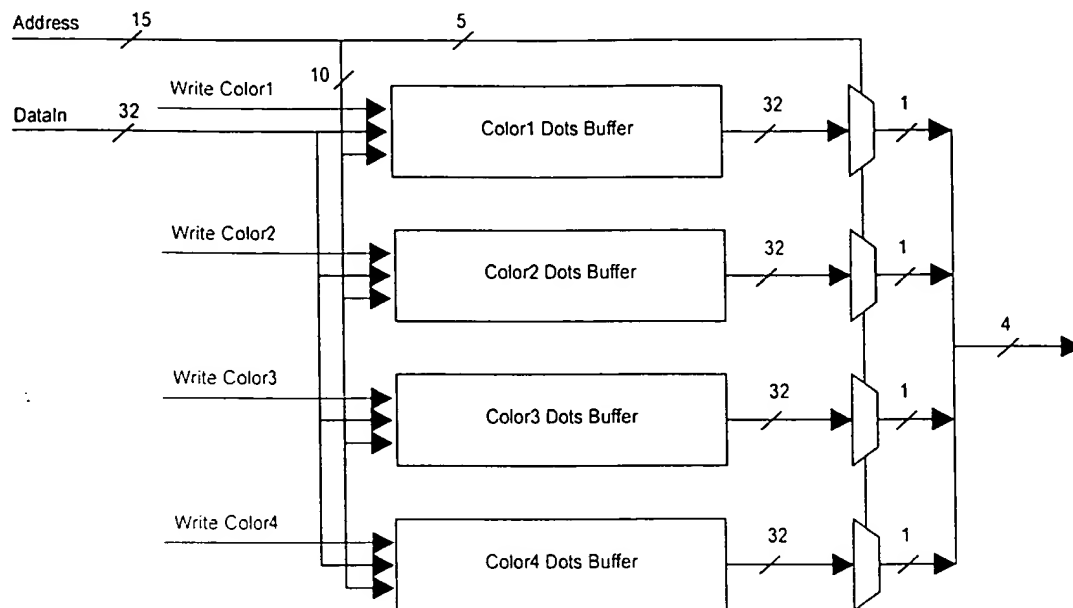 Address
15
5
10
Write Color1
DataIn
32
Color1 Dots Buffer
32
1
Write Color2
Color2 Dots Buffer
32
1
4
Write Color3
Color3 Dots Buffer
32
1
Write Color4
Color4 Dots Buffer
32
1